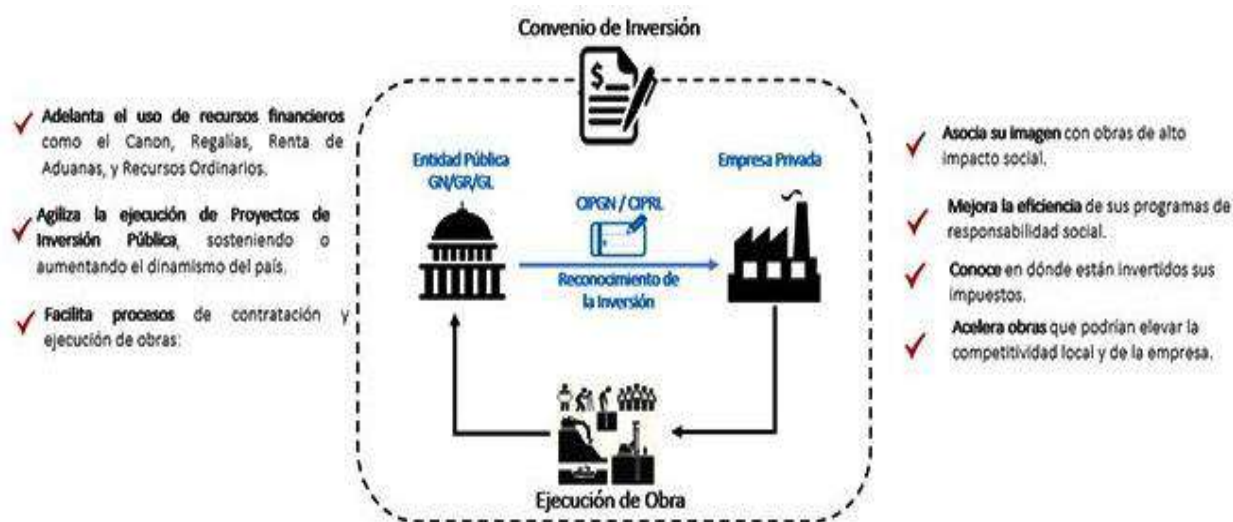 Convenio de Inversión
$
Adelanta el uso de recursos financieros
como el Canon, Regalías, Renta de
Aduanas, y Recursos Ordinarios.
Agiliza la ejecución de Proyectos de
Inversión Pública, sosteniendo o
aumentando el dinamismo del país.
Facilita procesos de contratación y
ejecución de obras:
Entidad Pública
GN/GR/GL
CIPGN / CIPRL
Reconocimiento de
la Inversión
Empresa Privada
Ejecución de Obra
Asocia su imagen con obras de alto
impacto social.
Mejora la eficiencia de sus programas de
responsabilidad social.
Conoce en dónde están invertidos sus
impuestos.
Acelera obras que podrían elevar la
competitividad local y de la empresa.